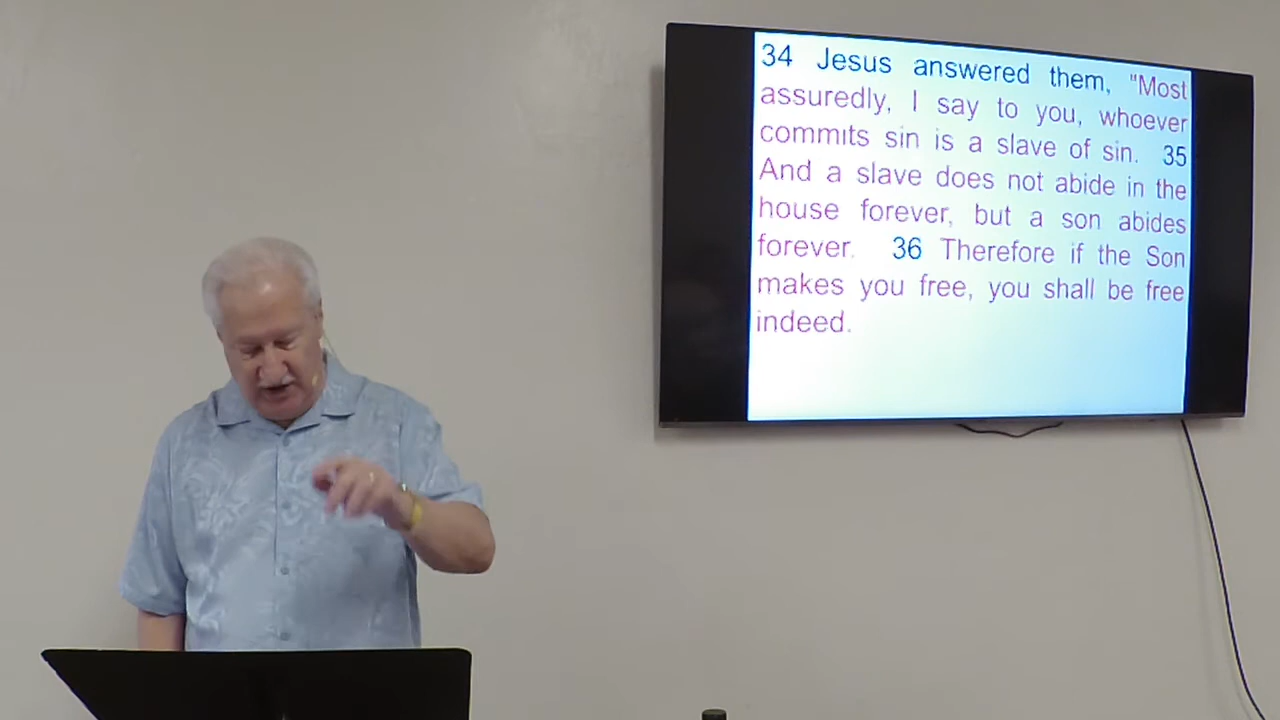 34 Jesus answered them, "Most
assuredly, I say to you, whoever
commits sin is a slave of sin. 35
And a slave does not abide in the
house forever, but a son abides
forever. 36 Therefore if the Son
makes you free, you shall be free
indeed.